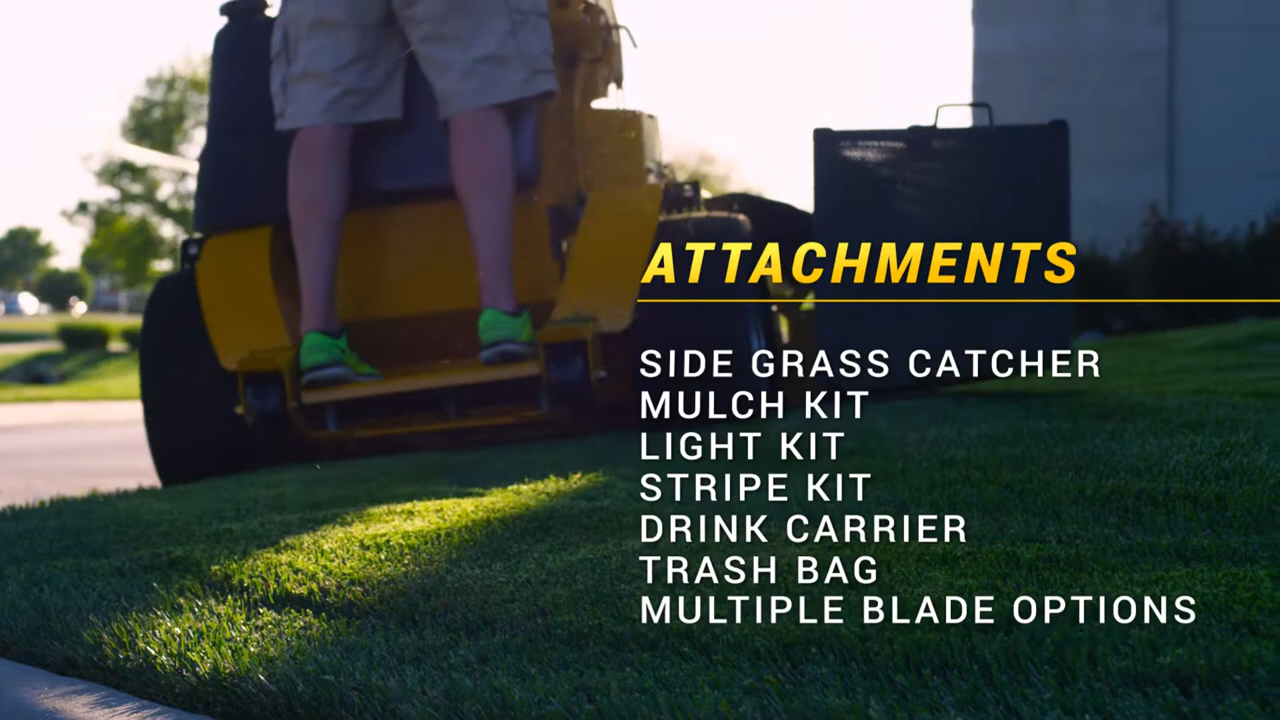 ATTACHMENTS
SIDE GRASS CATCHER
MULCH KIT
LIGHT KIT
STRIPE KIT
DRINK CARRIER
TRASH BAG
MULTIPLE BLADE OPTIONS